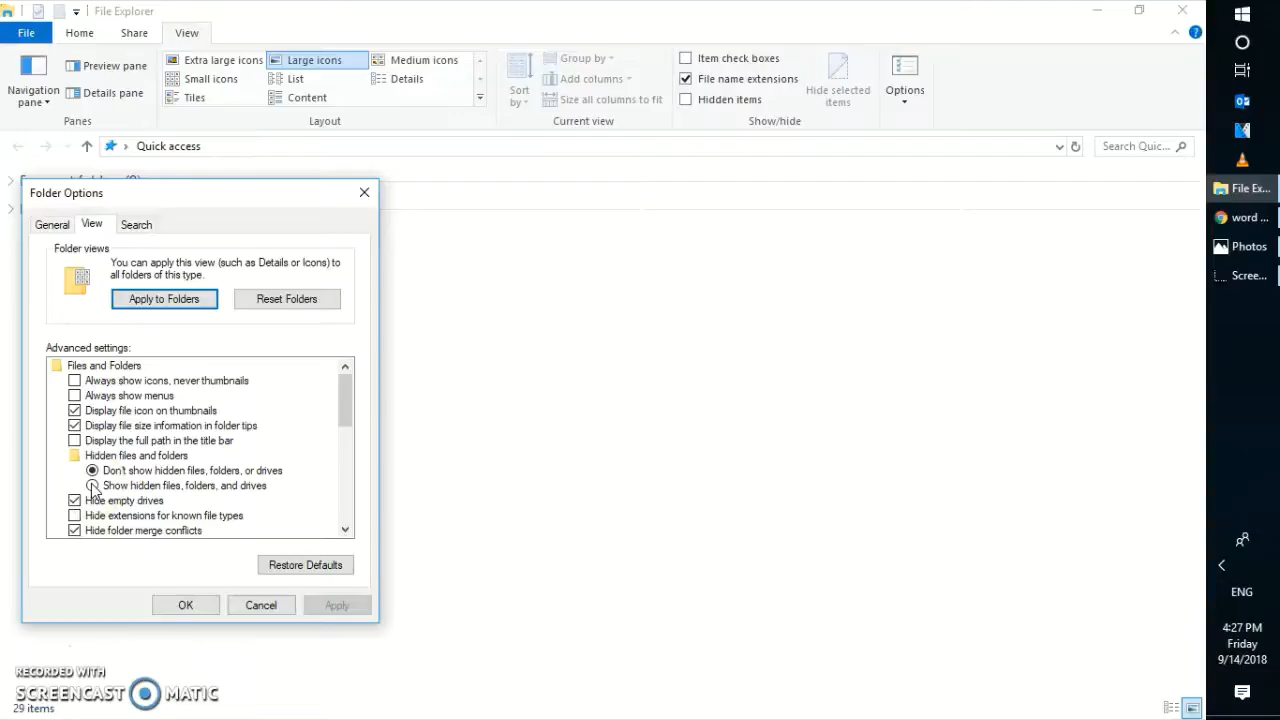 File Explorer
File Home Share View
Navigation pane
Preview pane
Details pane
Panes
Extra large icons Large icons Medium icons
Small icons List Details
Tiles Content
Layout
Sort by
Group by
Add columns
Size all columns to fit
Current view
Item check boxes
File name extensions
Hidden items
Hide selected items
Show/hide
Options
Quick access
Search Quic...
Folder Options
General View Search
Folder views
You can apply this view (such as Details or Icons) to
all folders of this type.
Apply to Folders Reset Folders
Advanced settings:
Files and Folders
Always show icons, never thumbnails
Always show menus
Display file icon on thumbnails
Display file size information in folder tips
Display the full path in the title bar
Hidden files and folders
Don't show hidden files, folders, or drives
Show hidden files, folders, and drives
Hide empty drives
Hide extensions for known file types
Hide folder merge conflicts
Restore Defaults
OK Cancel Apply
RECORDED WITH
SCREENCAST MATIC
29 items
File Ex...
word ...
Photos
Scree...
ENG
4:27 PM
Friday
9/14/2018